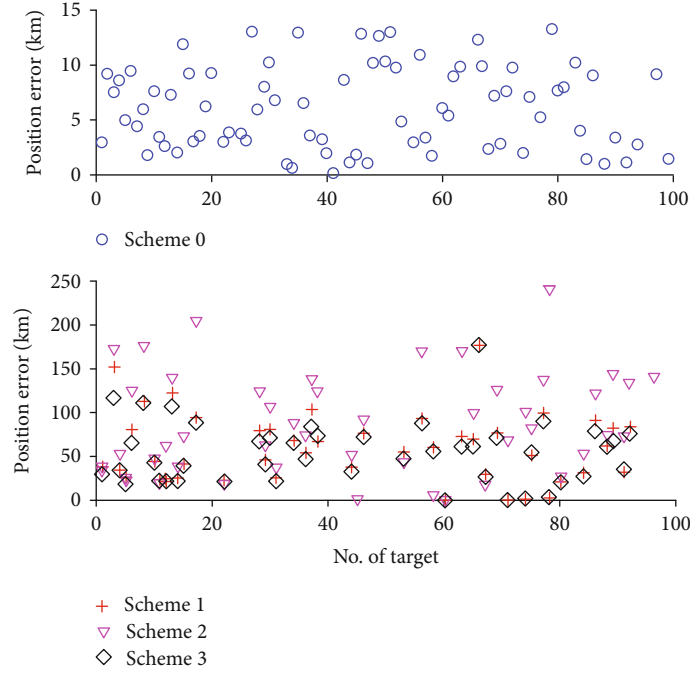 Position error (km)
15
10
5
0
0 20 40 60 80 100
Scheme 0
Position error (km)
250
200
150
100
50
0
0 20 40 60 80 100
No. of target
Scheme 1
Scheme 2
Scheme 3